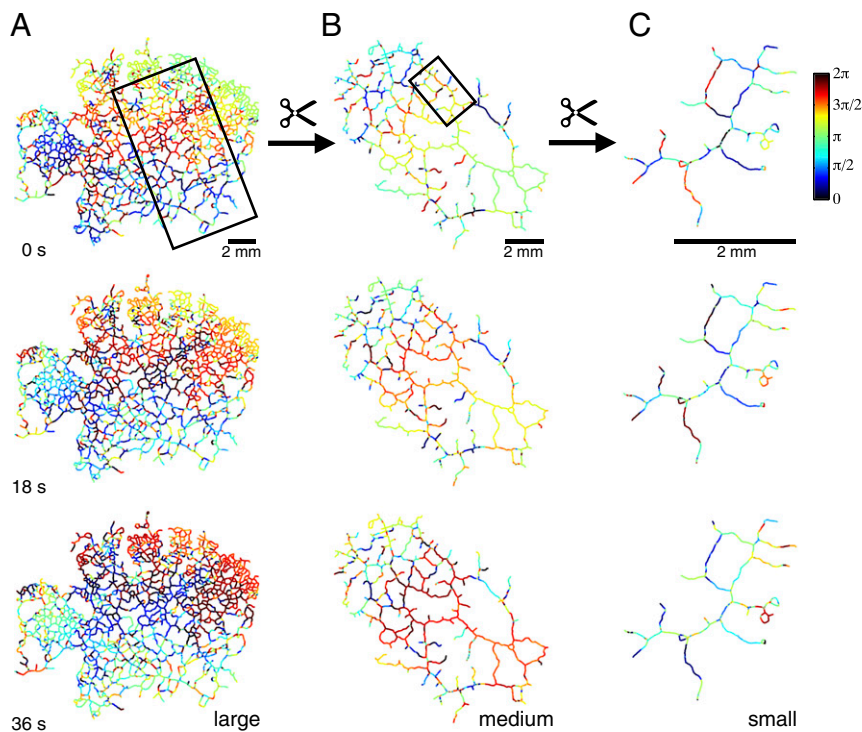 A
B
C
2π
3π/2
π
π/2
0
0 s
2 mm
2 mm
2 mm
18 s
36 s
large
medium
small